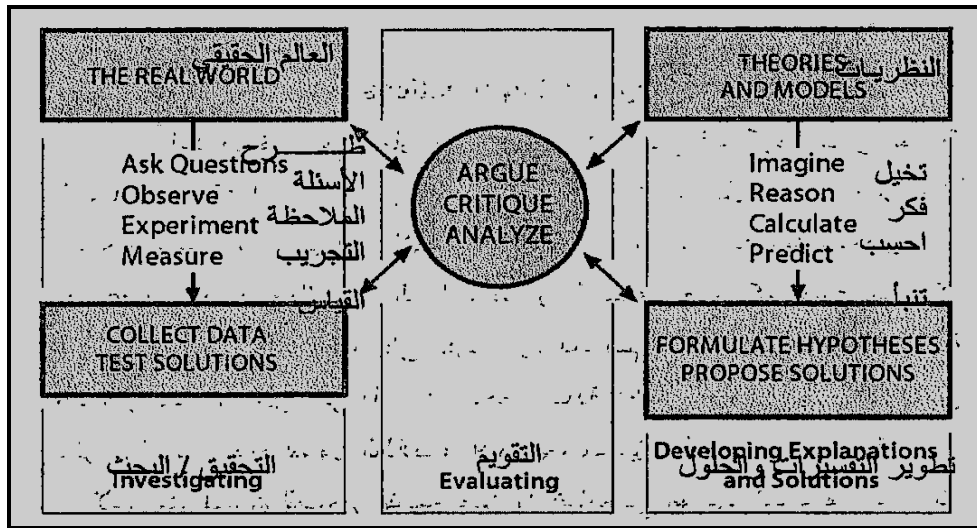 العالم الحقيقي
THE REAL WORLD
طرح
Ask Questions
الأسئلة
Observe
الملاحظة
Experiment
التجريب
Measure
القياس
COLLECT DATA
TEST SOLUTIONS
التحقيق / البحث
Investigating
ARGUE
CRITIQUE
ANALYZE
التقويم
Evaluating
النظريات
THEORIES
AND MODELS
Imagine
تخيل
Reason
فكر
Calculate
احسب
Predict
تنبأ
FORMULATE HYPOTHESES
PROPOSE SOLUTIONS
Developing Explanations
تطوير التفسيرات والحلول
and Solutions